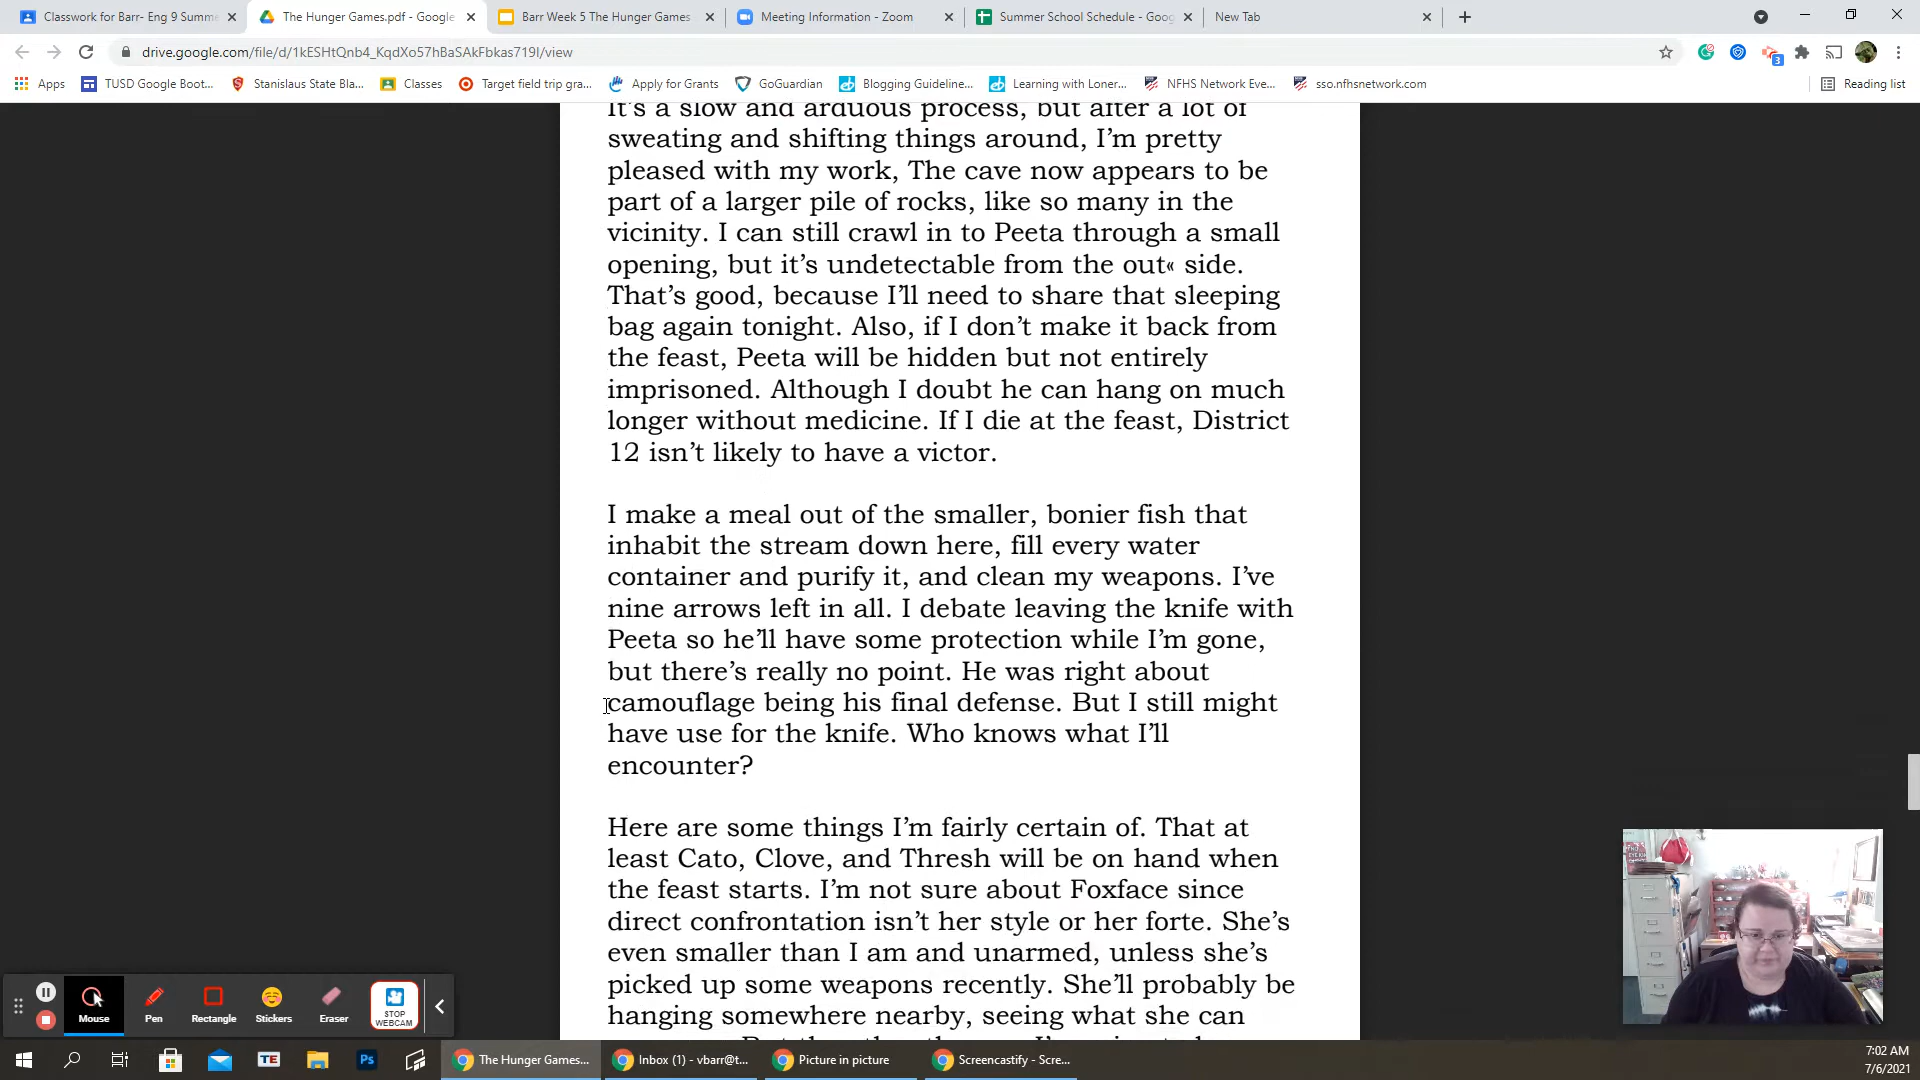 Classwork for Barr- Eng 9 Summe
The Hunger Games.pdf - Google
Barr Week 5 The Hunger Games
Meeting Information - Zoom
Summer School Schedule - Goog
New Tab
drive.google.com/file/d/1kESHtQnb4_KqdXo57hBaSAkFbkas719I/view
3
Apps
TUSD Google Boot...
Stanislaus State Bla...
Classes
Target field trip gra...
Apply for Grants
GoGuardian
Blogging Guideline...
Learning with Loner...
NFHS Network Eve...
sso.nfhsnetwork.com
Reading list
It's a slow and arduous process, but after a lot of
sweating and shifting things around, I'm pretty
pleased with my work, The cave now appears to be
part of a larger pile of rocks, like so many in the
vicinity. I can still crawl in to Peeta through a small
opening, but it's undetectable from the out« side.
That's good, because I'll need to share that sleeping
bag again tonight. Also, if I don't make it back from
the feast, Peeta will be hidden but not entirely
imprisoned. Although I doubt he can hang on much
longer without medicine. If I die at the feast, District
12 isn't likely to have a victor.
I make a meal out of the smaller, bonier fish that
inhabit the stream down here, fill every water
container and purify it, and clean my weapons. I've
nine arrows left in all. I debate leaving the knife with
Peeta so he'll have some protection while I'm gone,
but there's really no point. He was right about
camouflage being his final defense. But I still might
have use for the knife. Who knows what I'll
encounter?
Here are some things I'm fairly certain of. That at
least Cato, Clove, and Thresh will be on hand when
the feast starts. I'm not sure about Foxface since
direct confrontation isn't her style or her forte. She's
even smaller than I am and unarmed, unless she's
picked up some weapons recently. She'll probably be
hanging somewhere nearby, seeing what she can
Mouse
Pen
Rectangle
Stickers
Eraser
STOP
WEBCAM
TE
Ps
The Hunger Games...
Inbox (1) - vbarr@t...
Picture in picture
Screencastify - Scre...
7:02 AM
7/6/2021